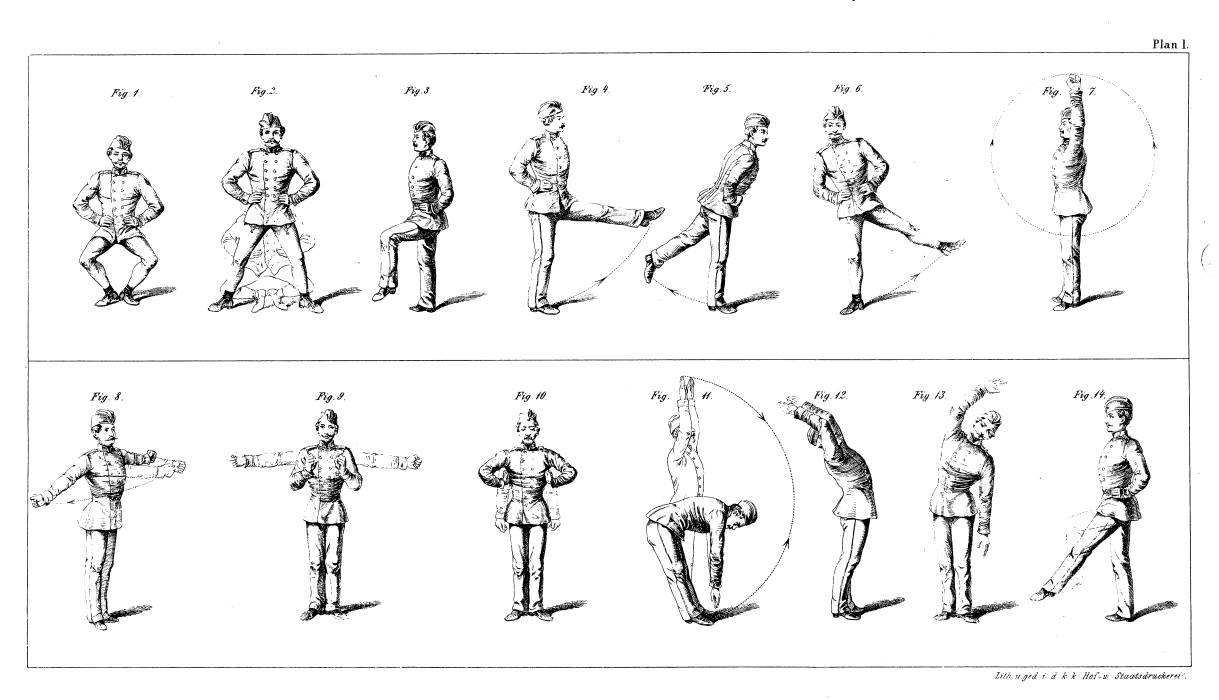 Plan 1.
Fig. 1
Fig. 2.
Fig. 3.
Fig. 4.
Fig. 5.
Fig. 6.
Fig. 7.
Fig. 8.
Fig. 9.
Fig. 10.
Fig. 11.
Fig. 12.
Fig. 13.
Fig. 14.
Lith. u. ged. i. d. k. k. Hof- u. Staatsdruckerei.